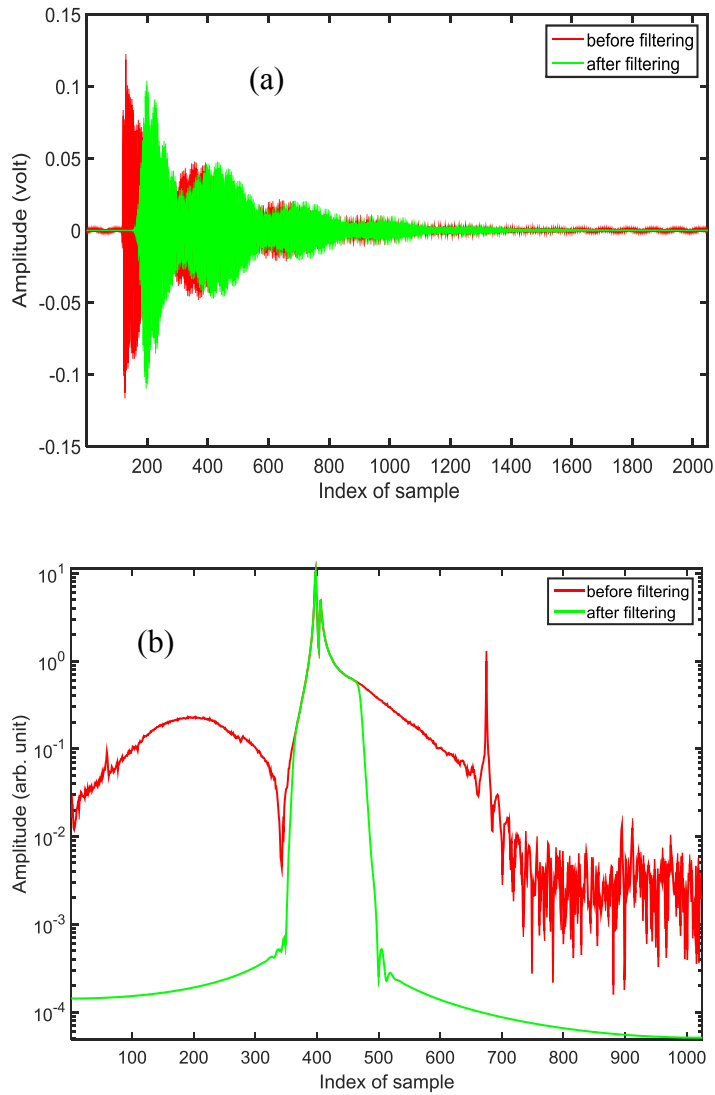 0.15
0.1
0.05
0
-0.05
-0.1
-0.15
Amplitude (volt)
(a)
before filtering
after filtering
200 400 600 800 1000 1200 1400 1600 1800 2000
Index of sample
10^1
10^0
10^-1
10^-2
10^-3
10^-4
Amplitude (arb. unit)
(b)
before filtering
after filtering
100 200 300 400 500 600 700 800 900 1000
Index of sample